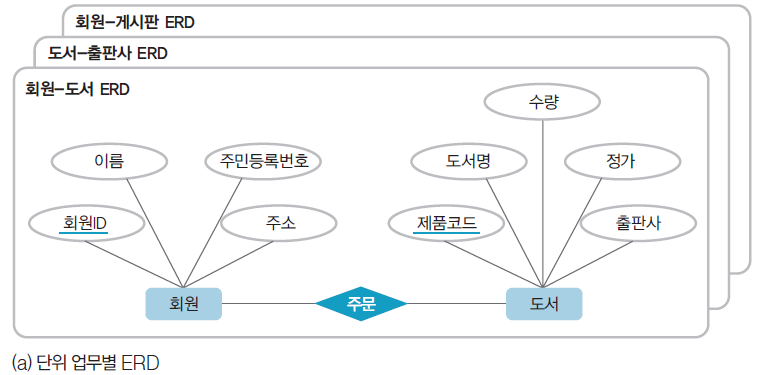 회원-게시판 ERD
도서-출판사 ERD
회원-도서 ERD
수량
이름
주민등록번호
도서명
정가
회원ID
주소
제품코드
출판사
회원
주문
도서
(a) 단위 업무별 ERD